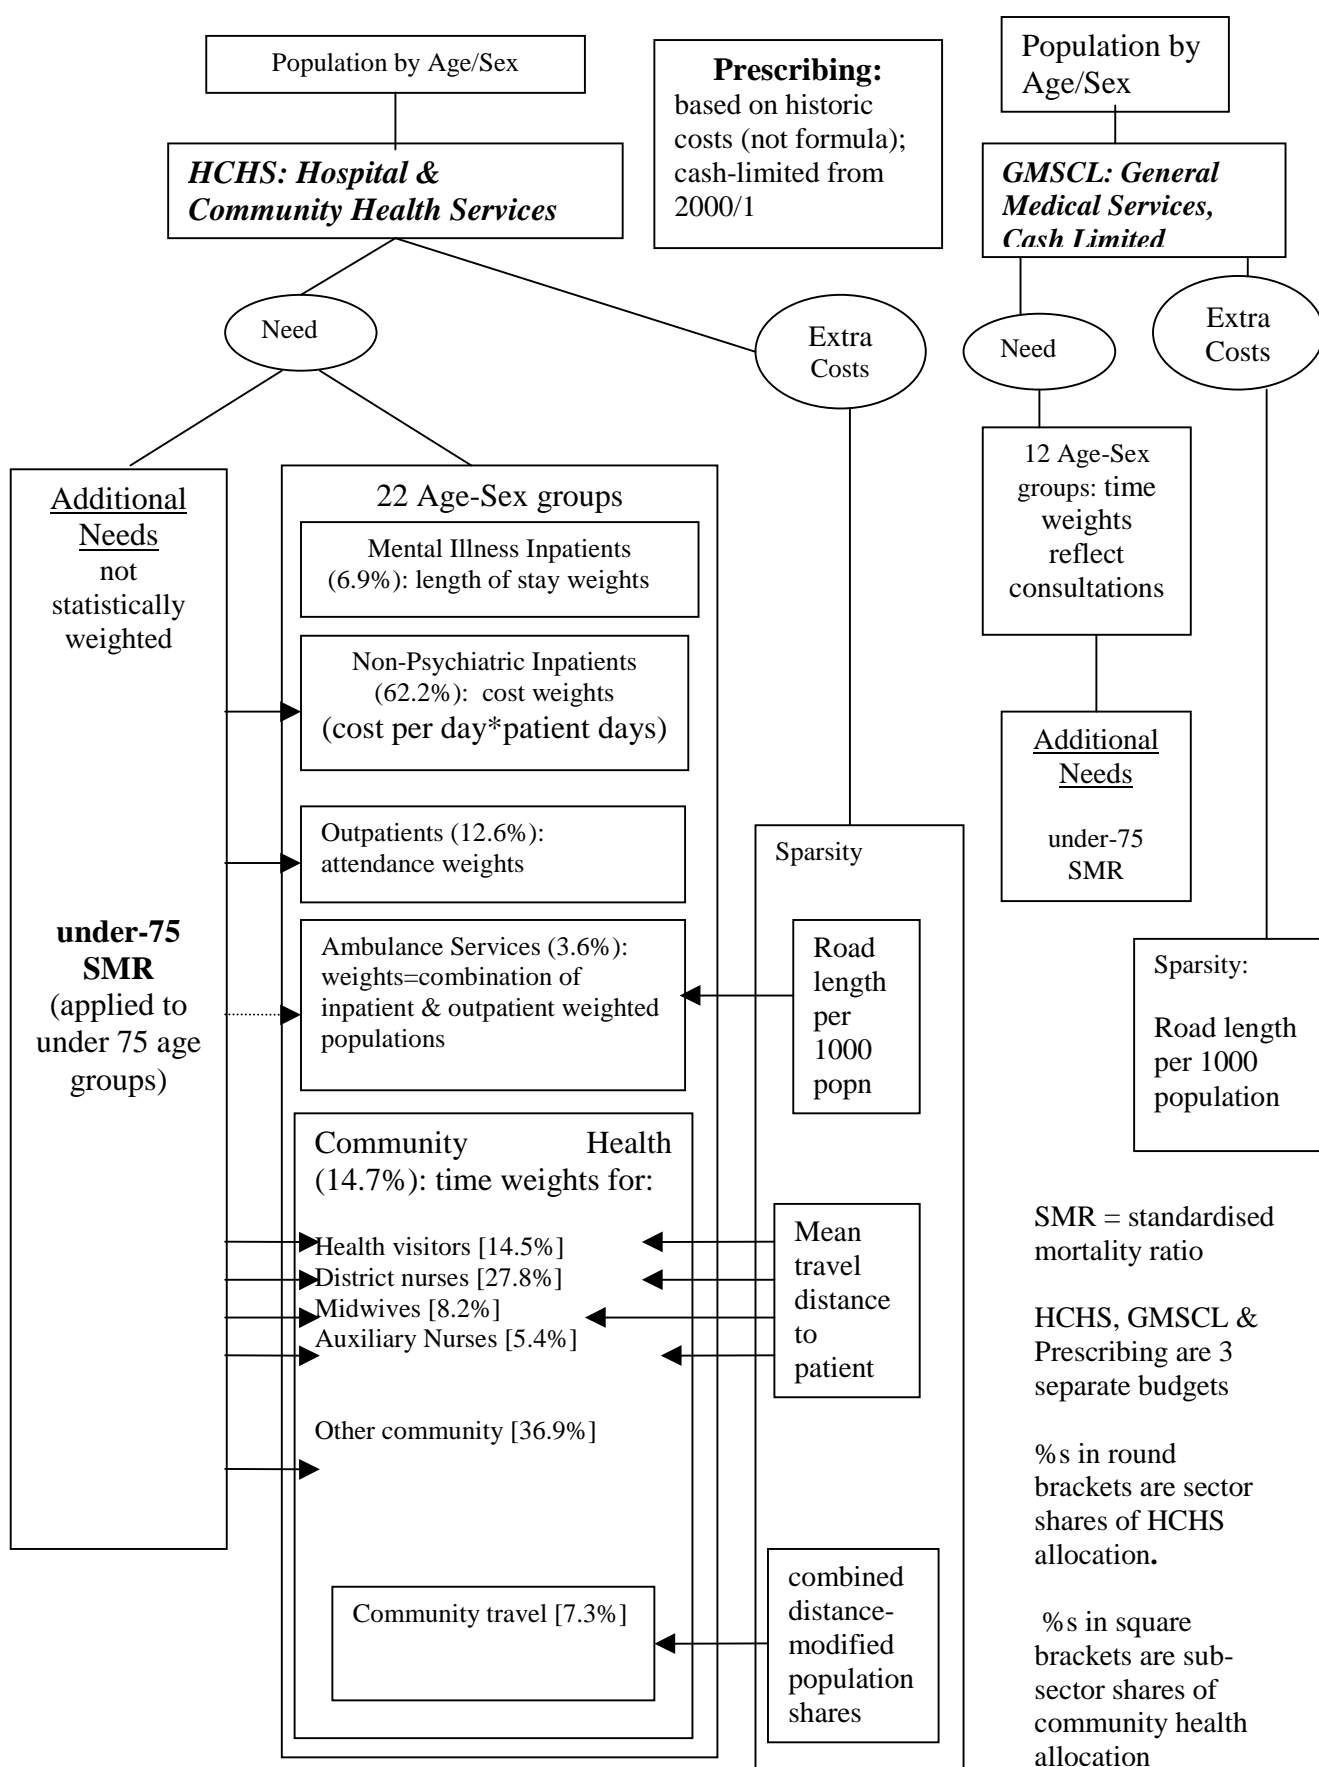 Population by Age/Sex
HCHS: Hospital &
Community Health Services
Prescribing:
based on historic
costs (not formula);
cash-limited from
2000/1
Population by
Age/Sex
GMSCL: General
Medical Services,
Cash Limited
Need
Extra
Costs
Need
Extra
Costs
Additional
Needs
not
statistically
weighted
under-75
SMR
(applied to
under 75 age
groups)
22 Age-Sex groups
Mental Illness Inpatients
(6.9%): length of stay weights
Non-Psychiatric Inpatients
(62.2%): cost weights
(cost per day*patient days)
Outpatients (12.6%):
attendance weights
Ambulance Services (3.6%):
weights=combination of
inpatient & outpatient weighted
populations
Community Health
(14.7%): time weights for:
Health visitors [14.5%]
District nurses [27.8%]
Midwives [8.2%]
Auxiliary Nurses [5.4%]
Other community [36.9%]
Community travel [7.3%]
Sparsity
Road
length
per
1000
popn
Mean
travel
distance
to
patient
combined
distance-
modified
population
shares
12 Age-Sex
groups: time
weights
reflect
consultations
Additional
Needs
under-75
SMR
Sparsity:
Road length
per 1000
population
SMR = standardised
mortality ratio
HCHS, GMSCL &
Prescribing are 3
separate budgets
%s in round
brackets are sector
shares of HCHS
allocation.
%s in square
brackets are sub-
sector shares of
community health
allocation